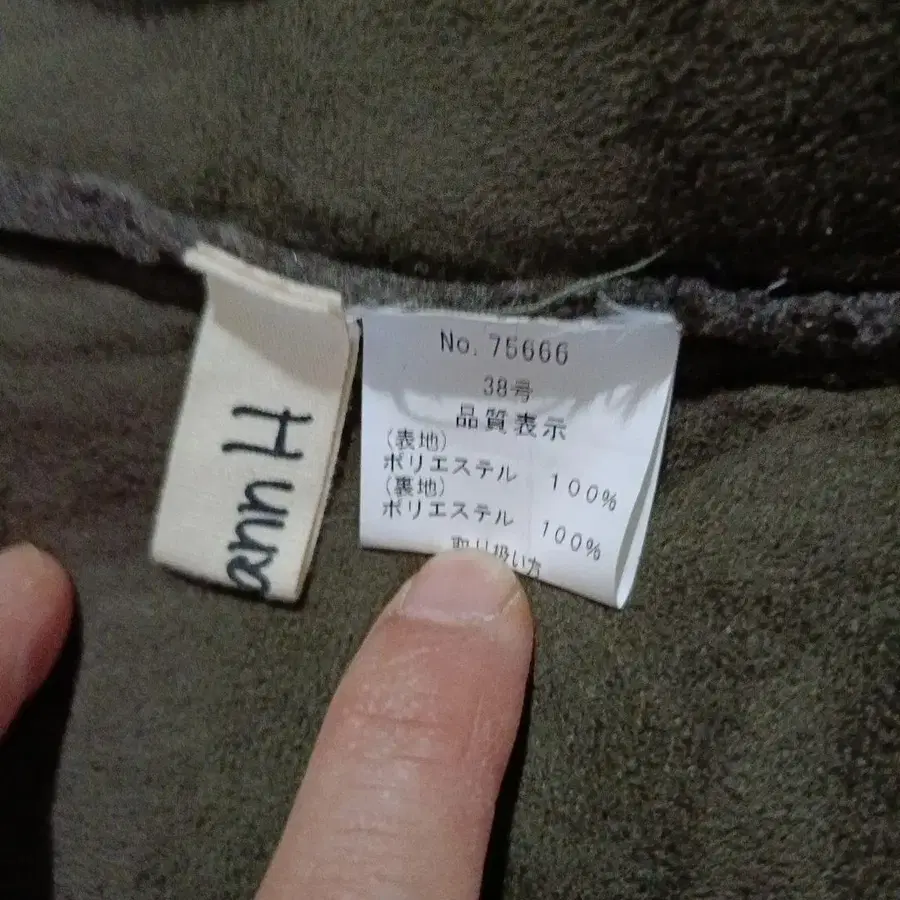 ann H
No. 75666
38号
品質表示
(表地)
ポリエステル 100%
(裏地)
ポリエステル 100%
取り扱い方